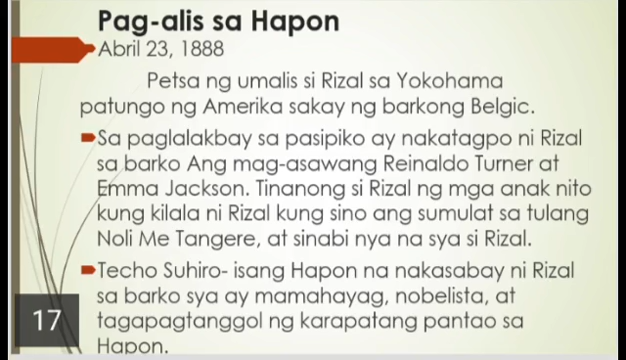 Pag-alis sa Hapon
Abril 23, 1888
Petsa ng umalis si Rizal sa Yokohama
patungo ng Amerika sakay ng barkong Belgic.
Sa paglalakbay sa pasipiko ay nakatagpo ni Rizal
sa barko Ang mag-asawang Reinaldo Turner at
Emma Jackson. Tinanong si Rizal ng mga anak nito
kung kilala ni Rizal kung sino ang sumulat sa tulang
Noli Me Tangere, at sinabi nya na sya si Rizal.
Techo Suhiro- isang Hapon na nakasabay ni Rizal
sa barko sya ay mamahayag, nobelista, at
tagapagtanggol ng karapatang pantao sa
Hapon.
17